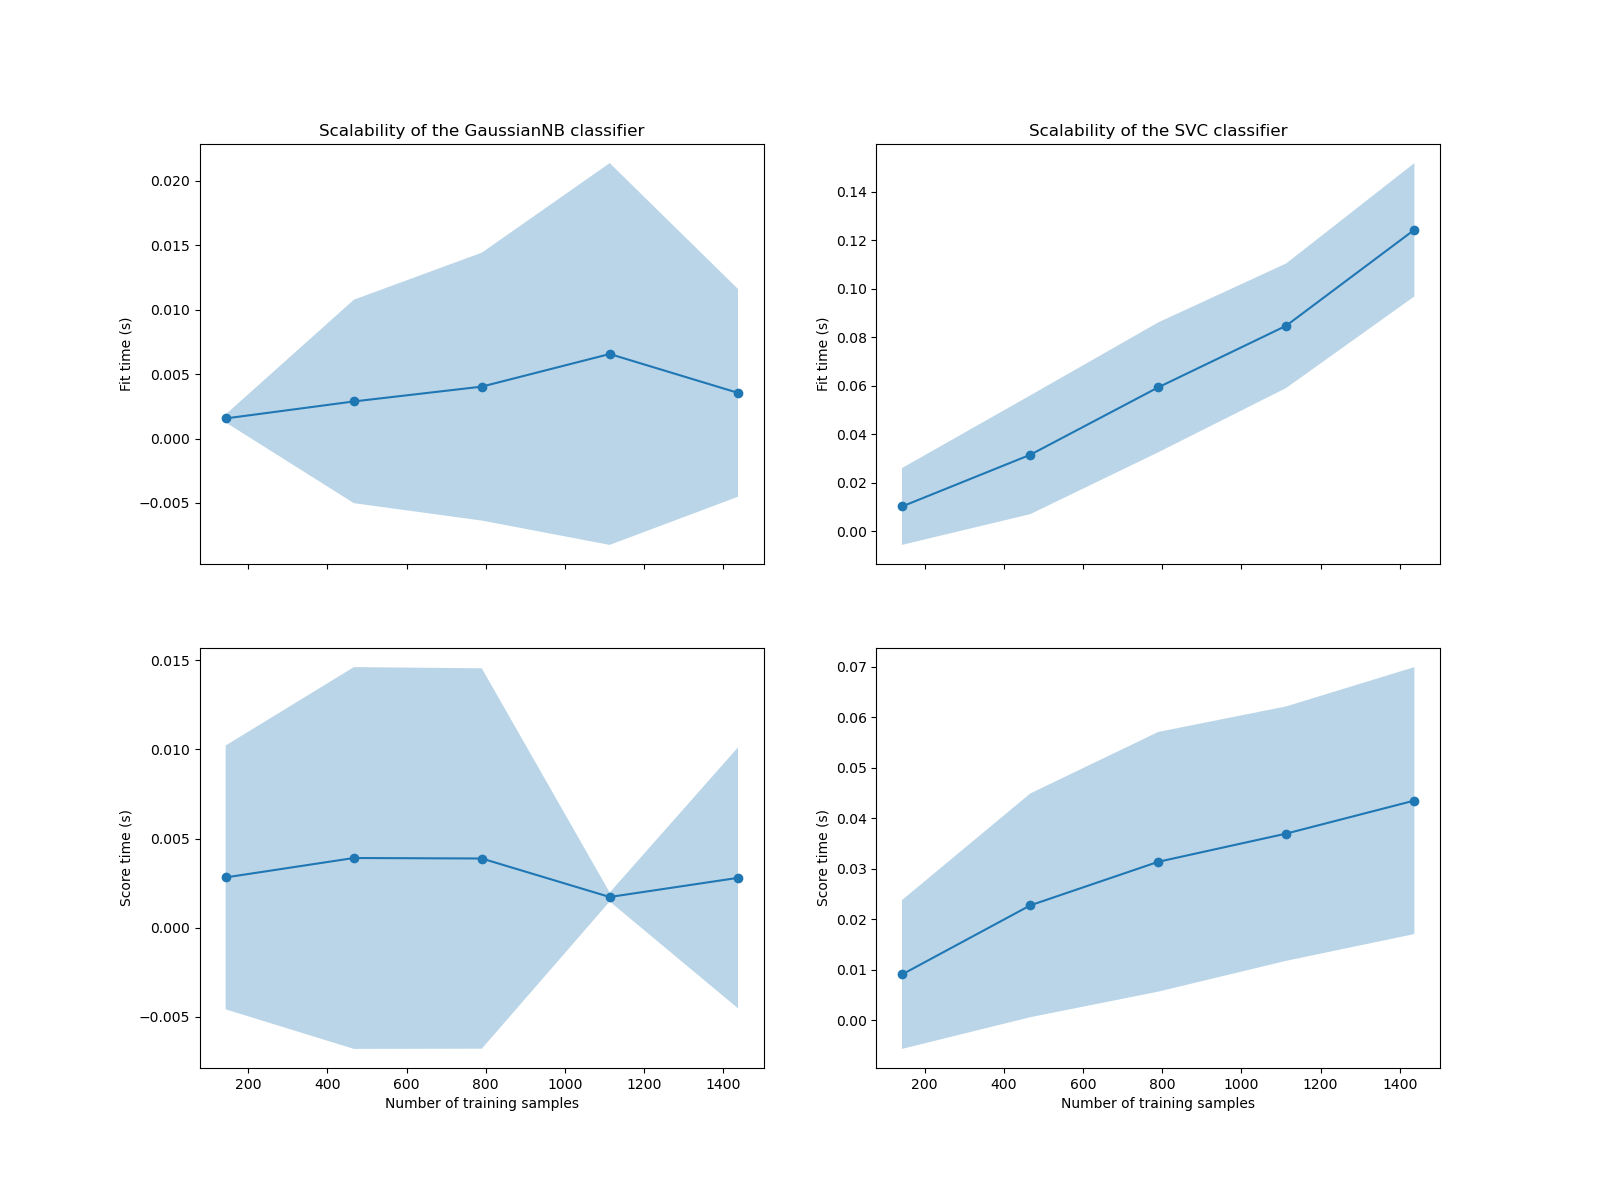 Scalability of the GaussianNB classifier
0.020
0.015
0.010
0.005
0.000
−0.005
Fit time (s)
Scalability of the SVC classifier
0.14
0.12
0.10
0.08
0.06
0.04
0.02
0.00
Fit time (s)
0.015
0.010
0.005
0.000
−0.005
Score time (s)
200 400 600 800 1000 1200 1400
Number of training samples
0.07
0.06
0.05
0.04
0.03
0.02
0.01
0.00
Score time (s)
200 400 600 800 1000 1200 1400
Number of training samples